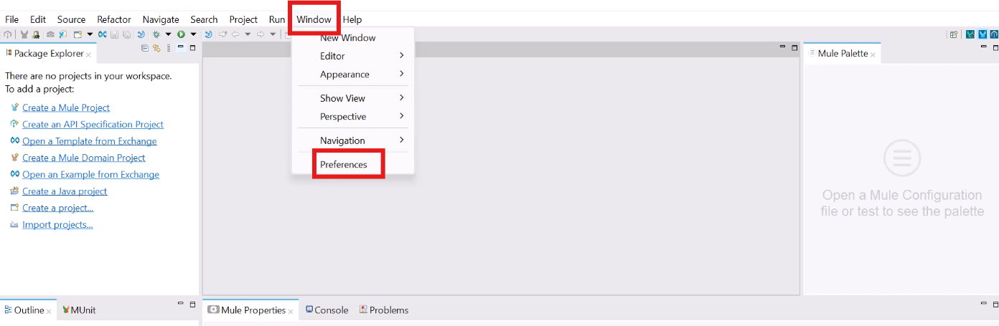 File Edit Source Refactor Navigate Search Project Run Window Help
Package Explorer
There are no projects in your workspace.
To add a project:
Create a Mule Project
Create an API Specification Project
Open a Template from Exchange
Create a Mule Domain Project
Open an Example from Exchange
Create a Java project
Create a project...
Import projects...
New Window
Editor
Appearance
Show View
Perspective
Navigation
Preferences
Mule Palette
Open a Mule Configuration
file or test to see the palette
Outline MUnit
Mule Properties Console Problems